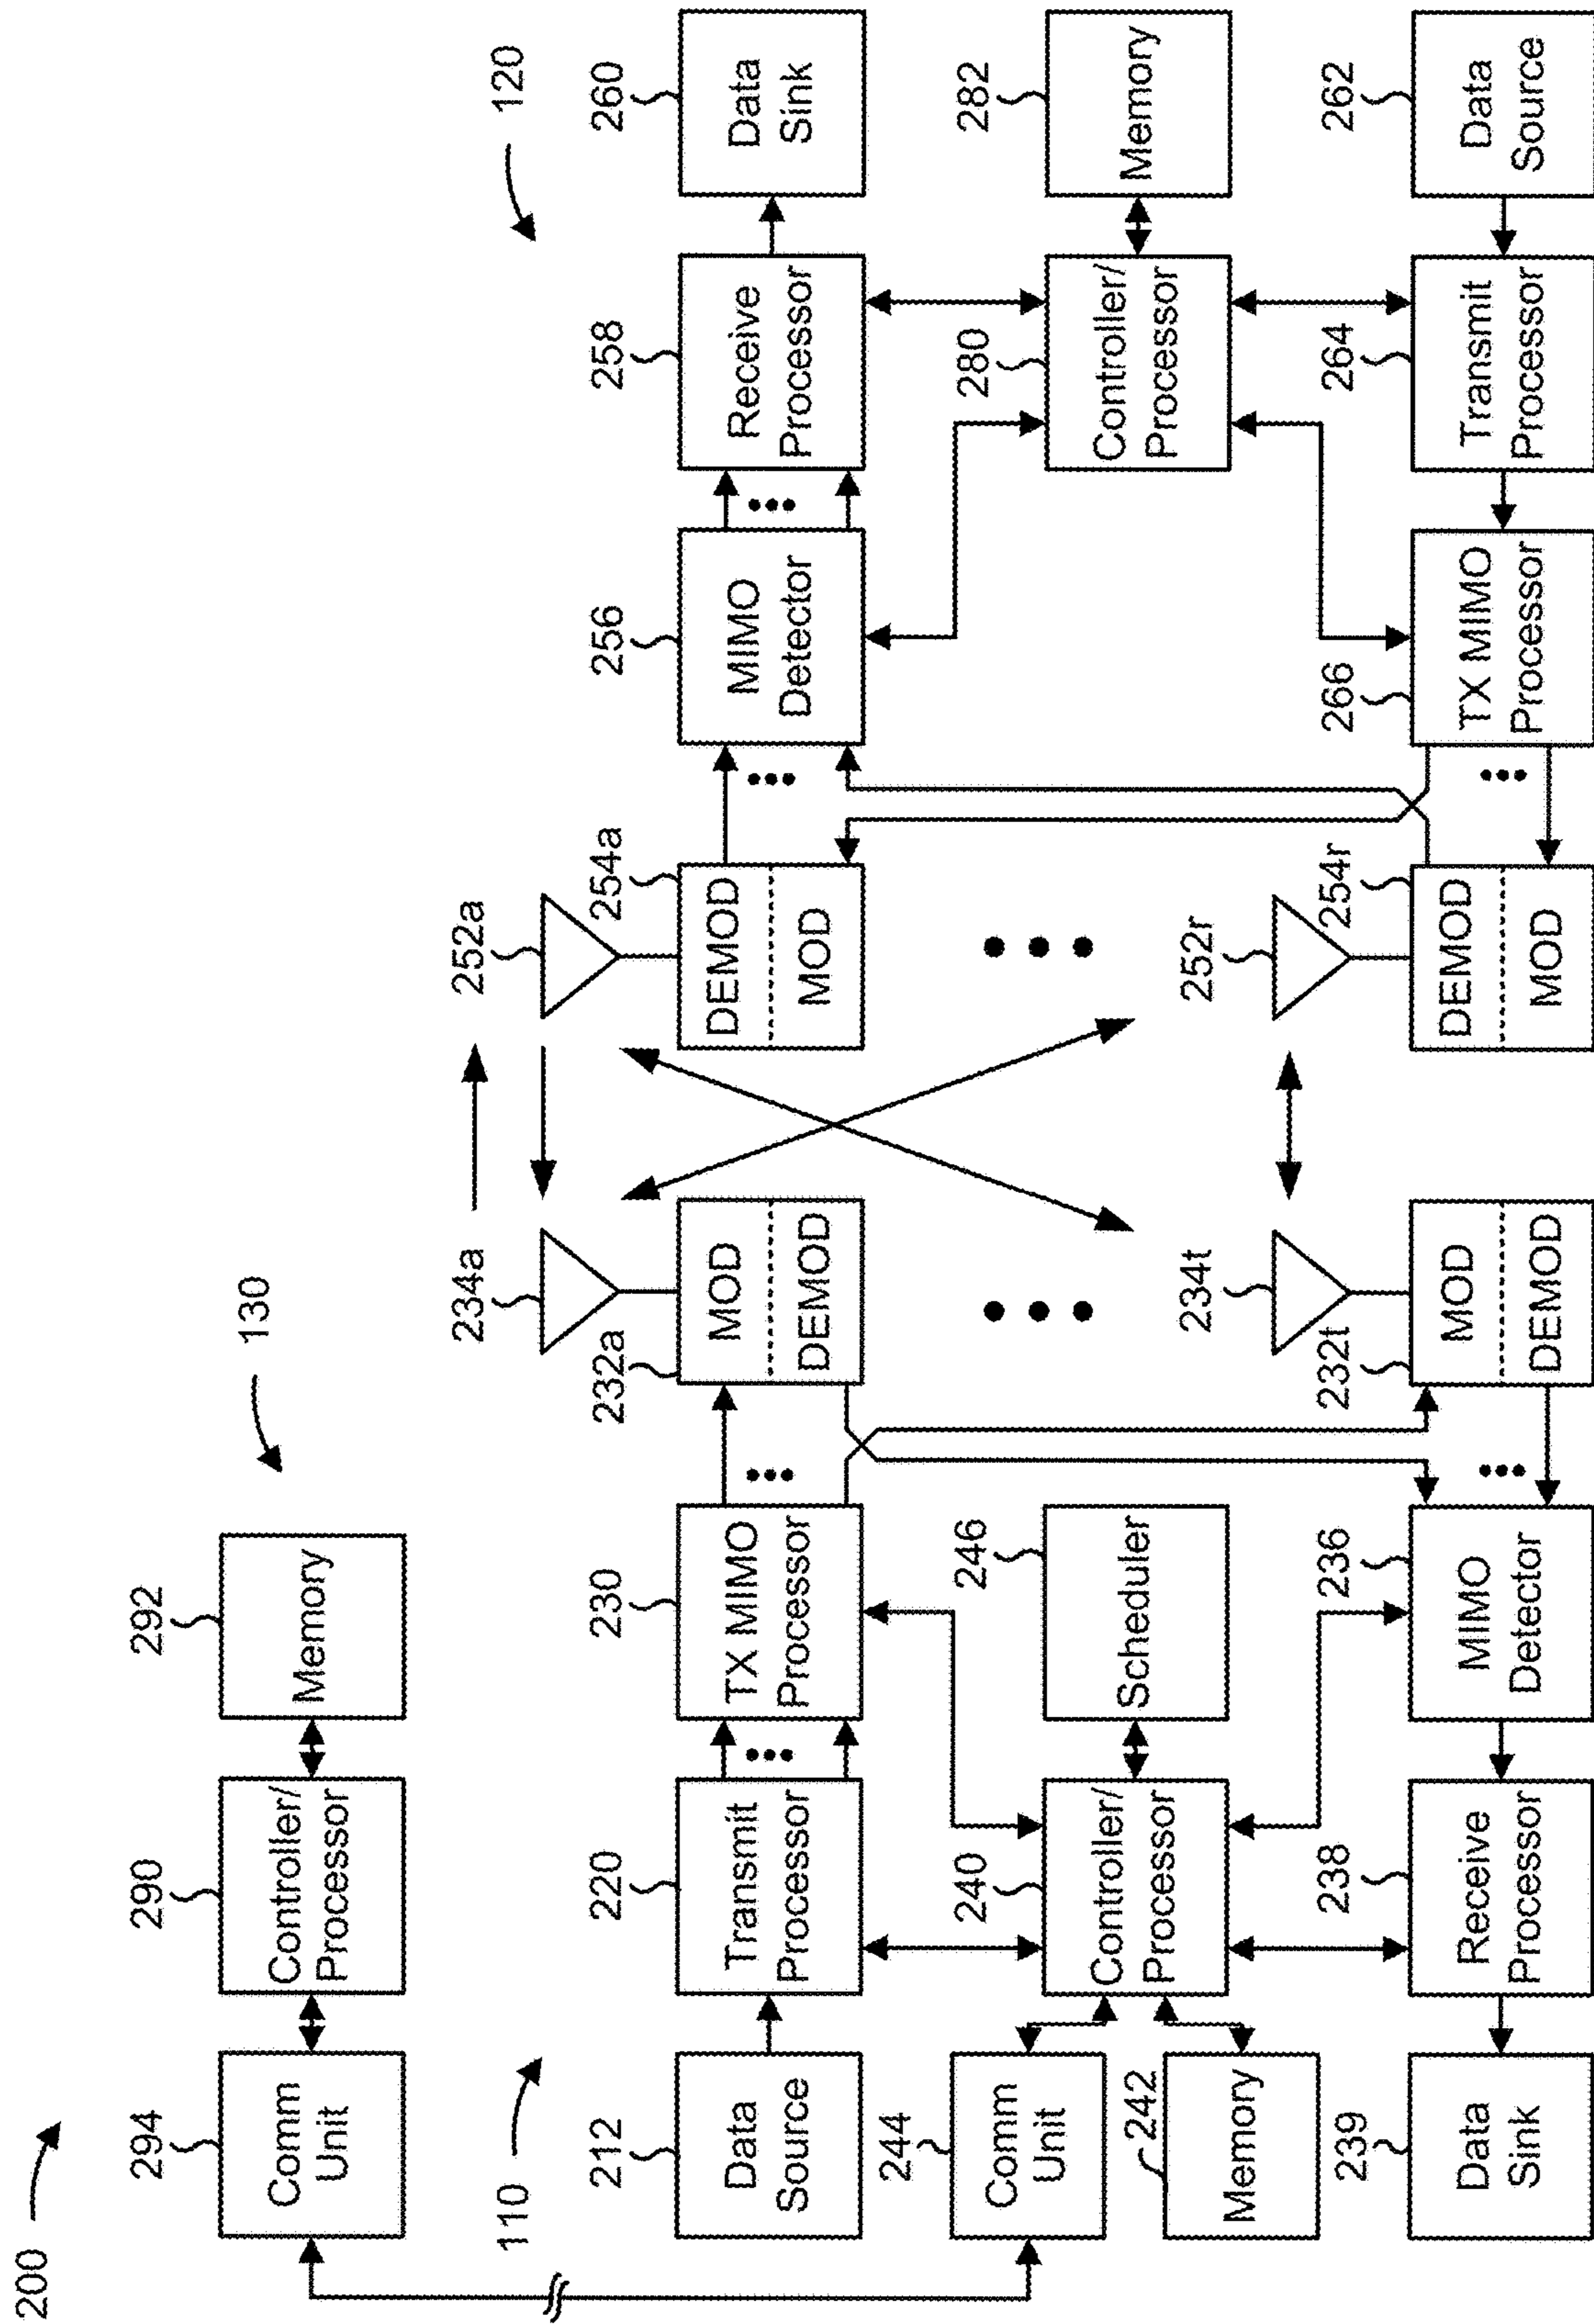 200
130
294
290
292
Comm
Unit
Controller/
Processor
Memory
110
120
234a
252a
212
220
230
232a
254a
256
258
260
Data
Source
Transmit
Processor
TX MIMO
Processor
MOD
DEMOD
DEMOD
MOD
MIMO
Detector
Receive
Processor
Data
Sink
244
240
246
280
282
Comm
Unit
Controller/
Processor
Scheduler
Controller/
Processor
Memory
242
Memory
234t
252r
239
238
236
232t
254r
266
264
262
Data
Sink
Receive
Processor
MIMO
Detector
MOD
DEMOD
DEMOD
MOD
TX MIMO
Processor
Transmit
Processor
Data
Source